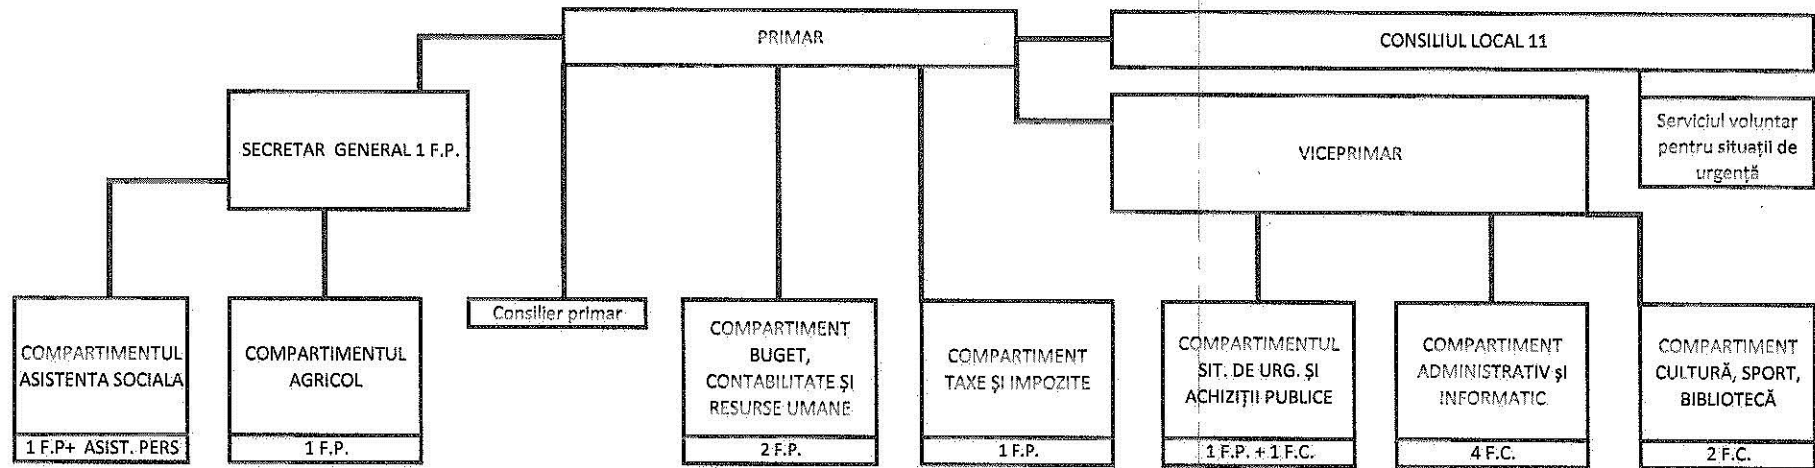 PRIMAR
CONSILIUL LOCAL 11
SECRETAR GENERAL 1 F.P.
VICEPRIMAR
Serviciul voluntar
pentru situații de
urgență
COMPARTIMENTUL
ASISTENTA SOCIALA
1 F.P+ ASIST. PERS
COMPARTIMENTUL
AGRICOL
1 F.P.
Consilier primar
COMPARTIMENT
BUGET,
CONTABILITATE ȘI
RESURSE UMANE
2 F.P.
COMPARTIMENT
TAXE ȘI IMPOZITE
1 F.P.
COMPARTIMENTUL
SIT. DE URG. ȘI
ACHIZIȚII PUBLICE
1 F.P. + 1 F.C.
COMPARTIMENT
ADMINISTRATIV și
INFORMATIC
4 F.C.
COMPARTIMENT
CULTURĂ, SPORT,
BIBLIOTECĂ
2 F.C.